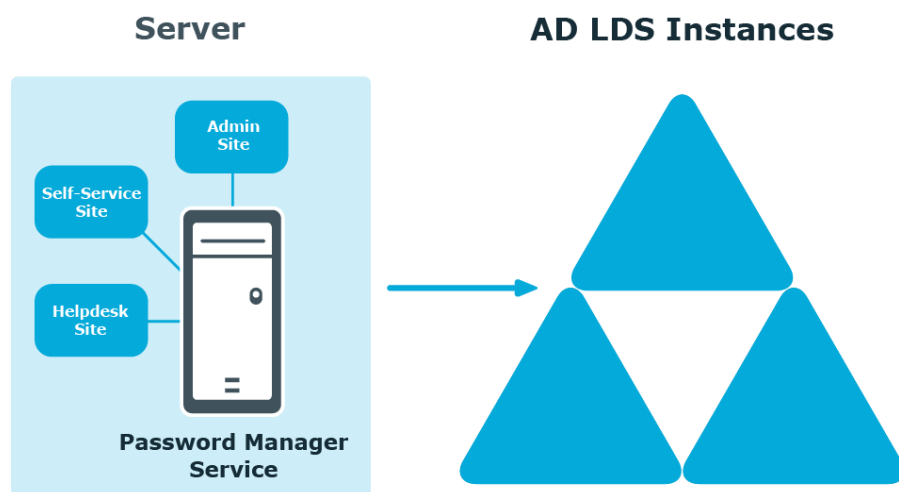 Server
AD LDS Instances
Admin
Site
Self-Service
Site
Helpdesk
Site
Password Manager
Service